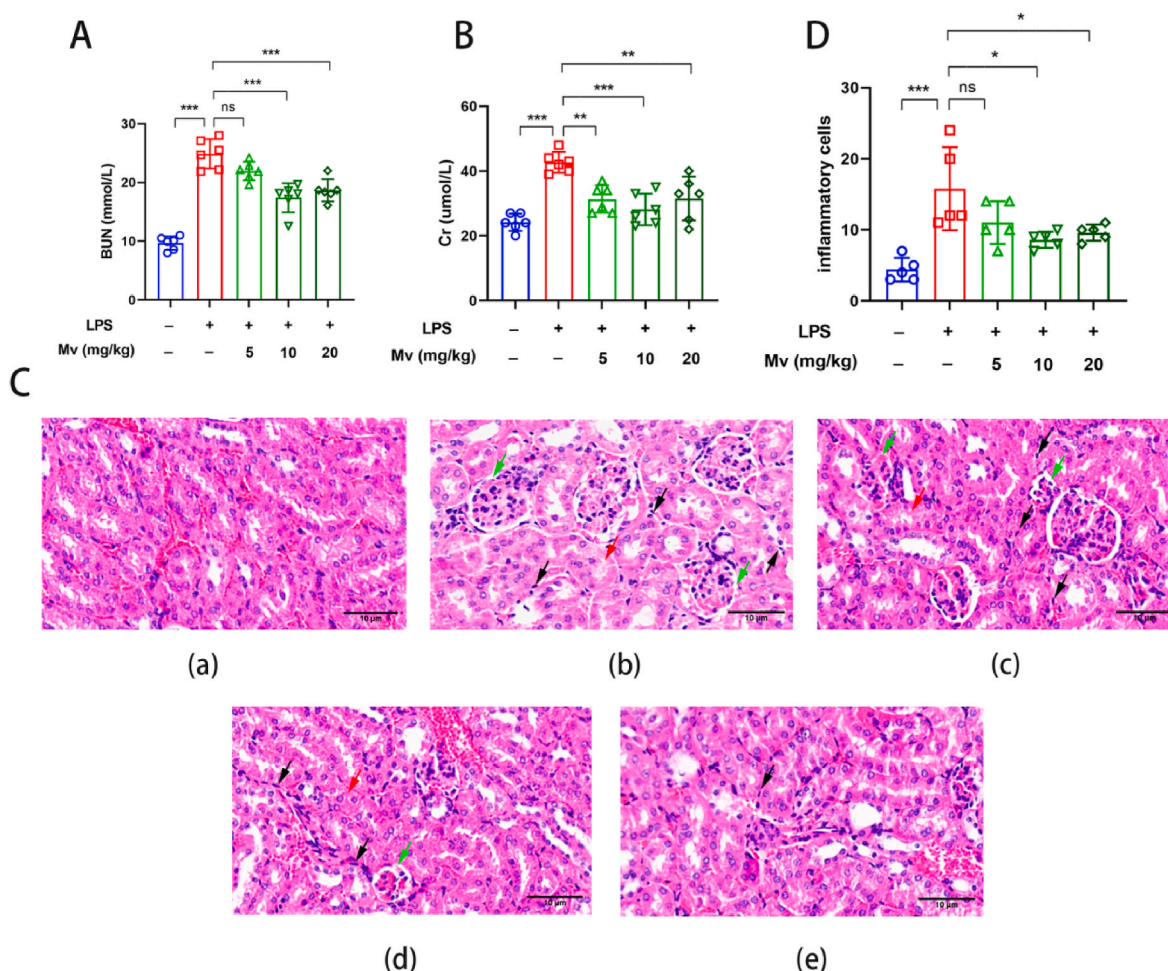 A
***
***
*** ns
BUN (mmol/L)
30
20
10
0
LPS – + + + +
Mv (mg/kg) – – 5 10 20
B
**
***
*** **
Cr (umol/L)
60
40
20
0
LPS – + + + +
Mv (mg/kg) – – 5 10 20
D
*
*
*** ns
inflammatory cells
30
20
10
0
LPS – + + + +
Mv (mg/kg) – – 5 10 20
C
10 μm
10 μm
10 μm
(a) (b) (c)
10 μm
10 μm
(d) (e)